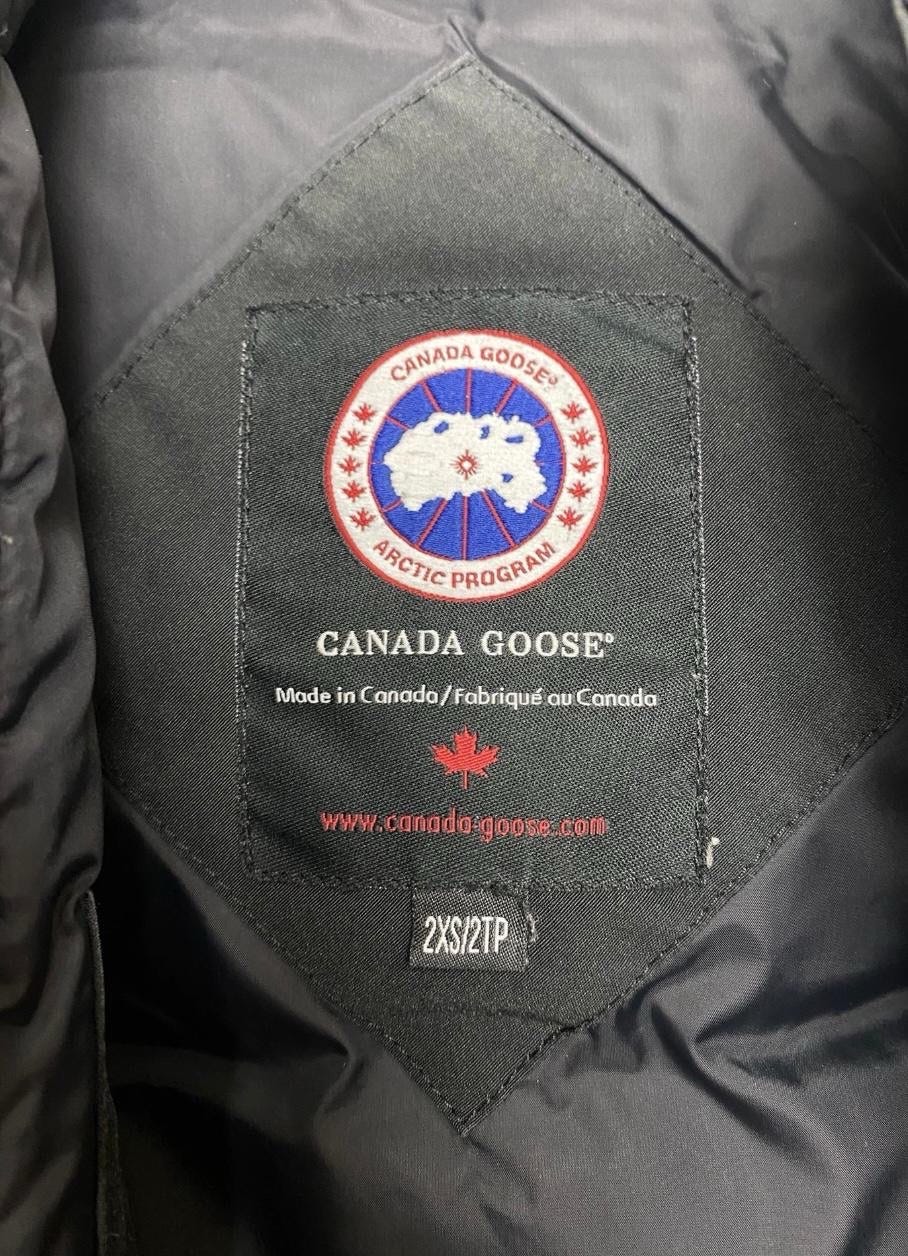 CANADA GOOSE®
ARCTIC PROGRAM
CANADA GOOSE®
Made in Canada/Fabriqué au Canada
www.canada-goose.com
2XS/2TP